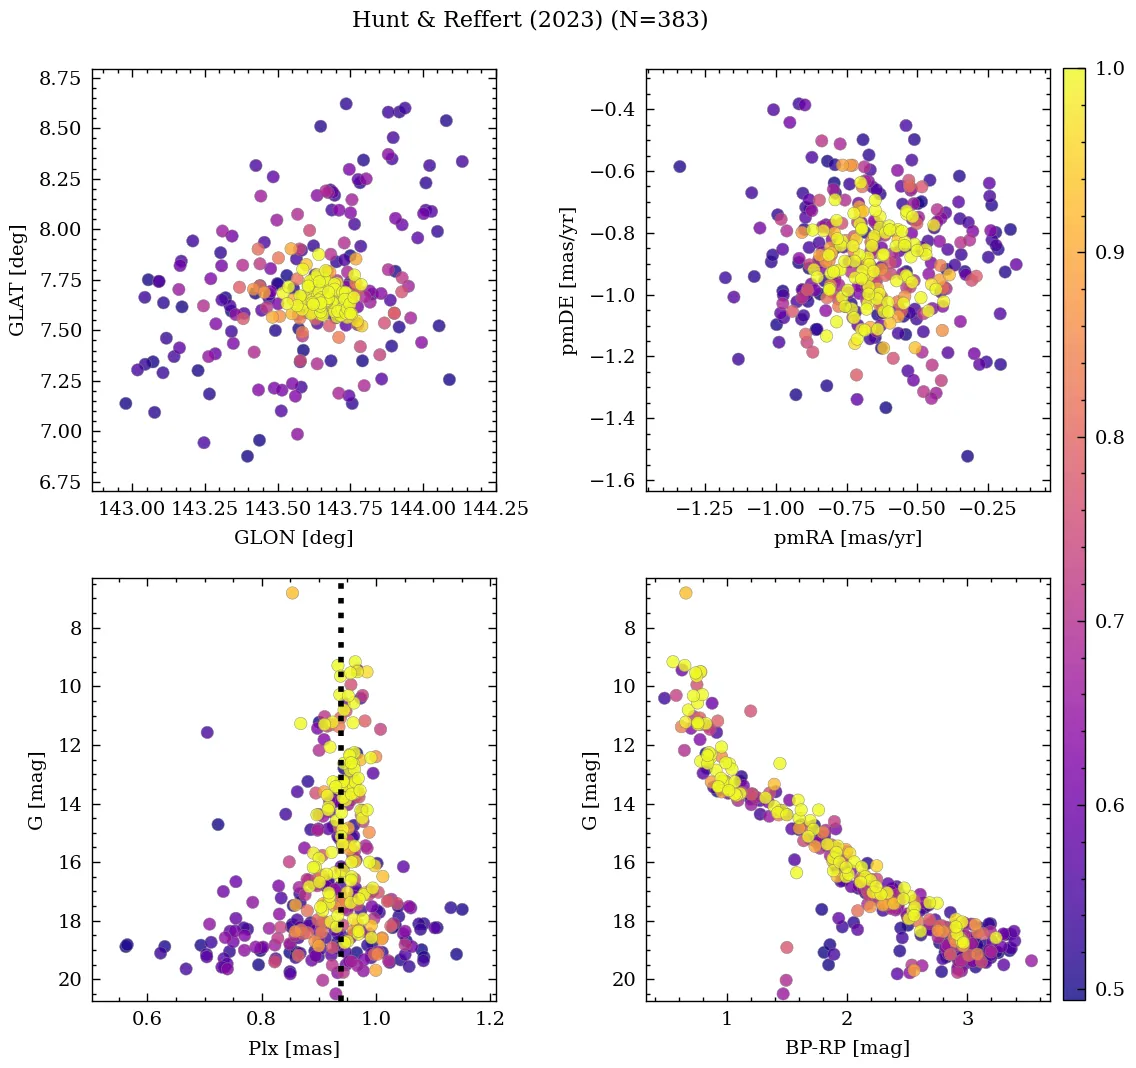 Hunt & Reffert (2023) (N=383)
8.75
8.50
8.25
8.00
7.75
7.50
7.25
7.00
6.75
GLAT [deg]
143.00 143.25 143.50 143.75 144.00 144.25
GLON [deg]
−0.4
−0.6
−0.8
−1.0
−1.2
−1.4
−1.6
pmDE [mas/yr]
−1.25 −1.00 −0.75 −0.50 −0.25
pmRA [mas/yr]
8
10
12
14
16
18
20
G [mag]
0.6 0.8 1.0 1.2
Plx [mas]
8
10
12
14
16
18
20
G [mag]
1 2 3
BP-RP [mag]
1.0
0.9
0.8
0.7
0.6
0.5